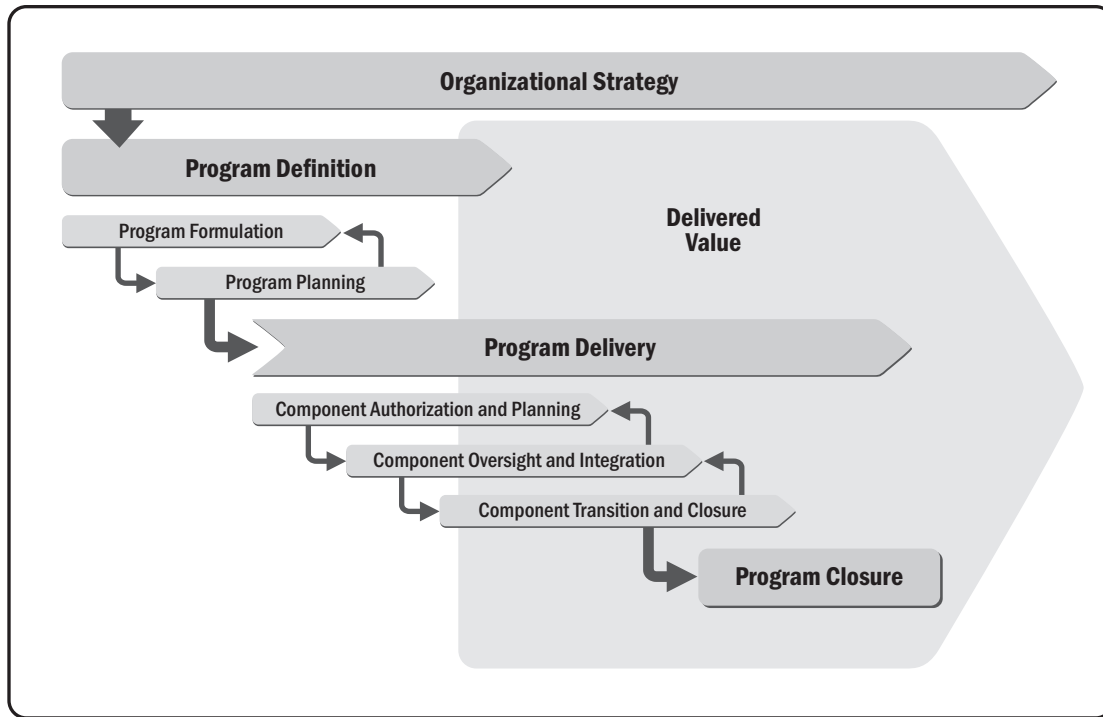 Organizational Strategy
Program Definition
Delivered
Value
Program Formulation
Program Planning
Program Delivery
Component Authorization and Planning
Component Oversight and Integration
Component Transition and Closure
Program Closure